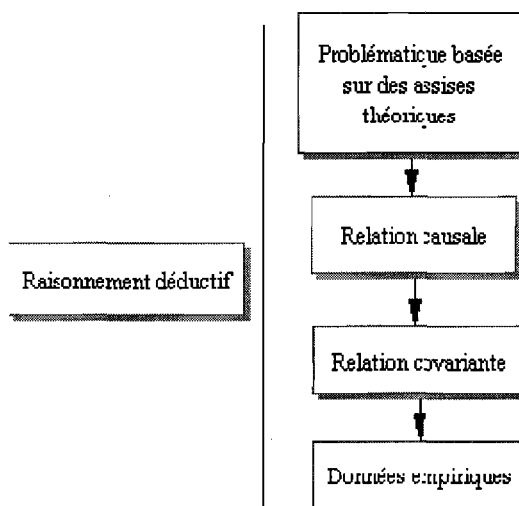 Problématique basée
sur des assises
théoriques
Relation causale
Raisonnement déductif
Relation covariante
Données empiriques